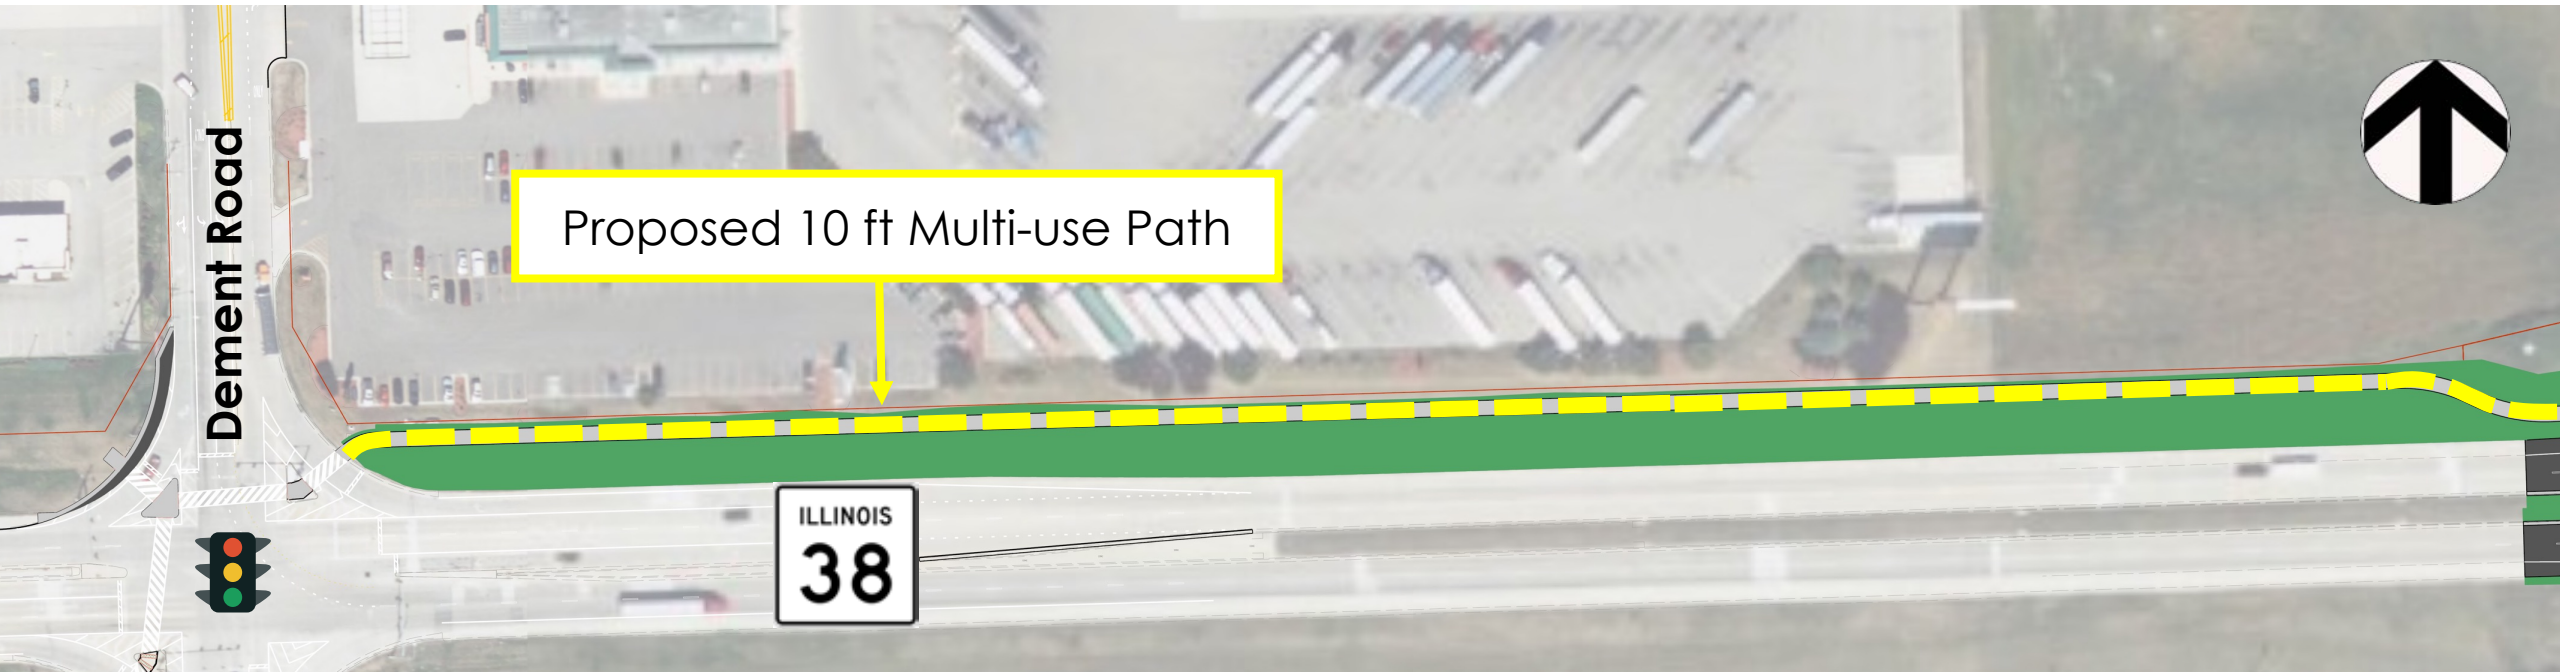 Dement Road
Proposed 10 ft Multi-use Path
ILLINOIS
38